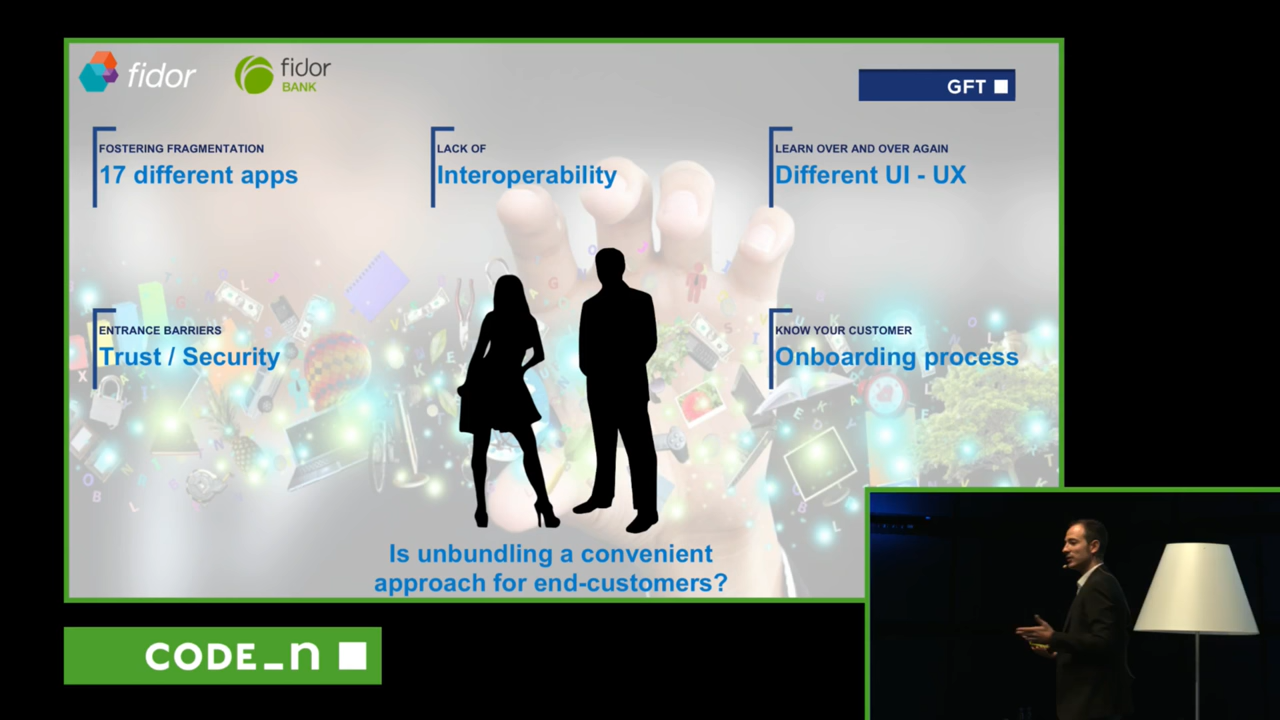 fidor
fidor
BANK
GFT
FOSTERING FRAGMENTATION
17 different apps
LACK OF
Interoperability
LEARN OVER AND OVER AGAIN
Different UI - UX
ENTRANCE BARRIERS
Trust / Security
KNOW YOUR CUSTOMER
Onboarding process
Is unbundling a convenient
approach for end-customers?
CODE_n